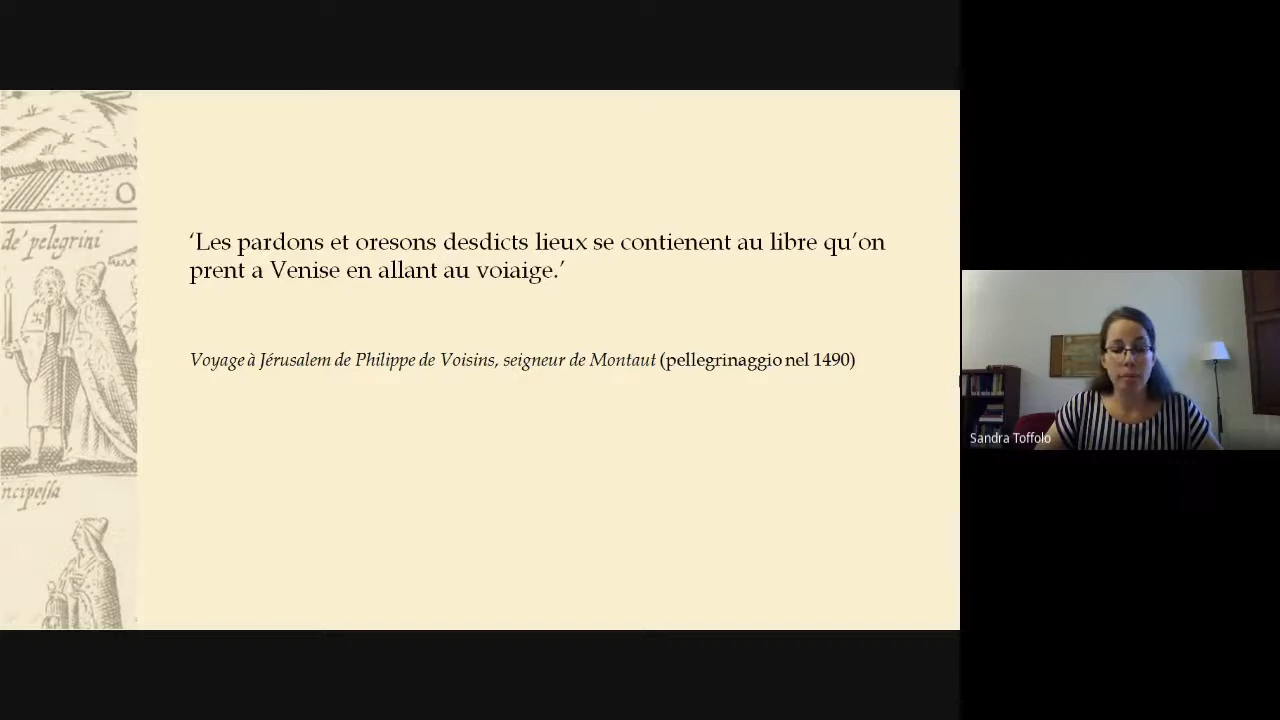 de' pelegrini
'Les pardons et oresons desdicts lieux se contienent au libre qu'on
prent a Venise en allant au voiaige.'
Voyage à Jérusalem de Philippe de Voisins, seigneur de Montaut (pellegrinaggio nel 1490)
Sandra Toffolo